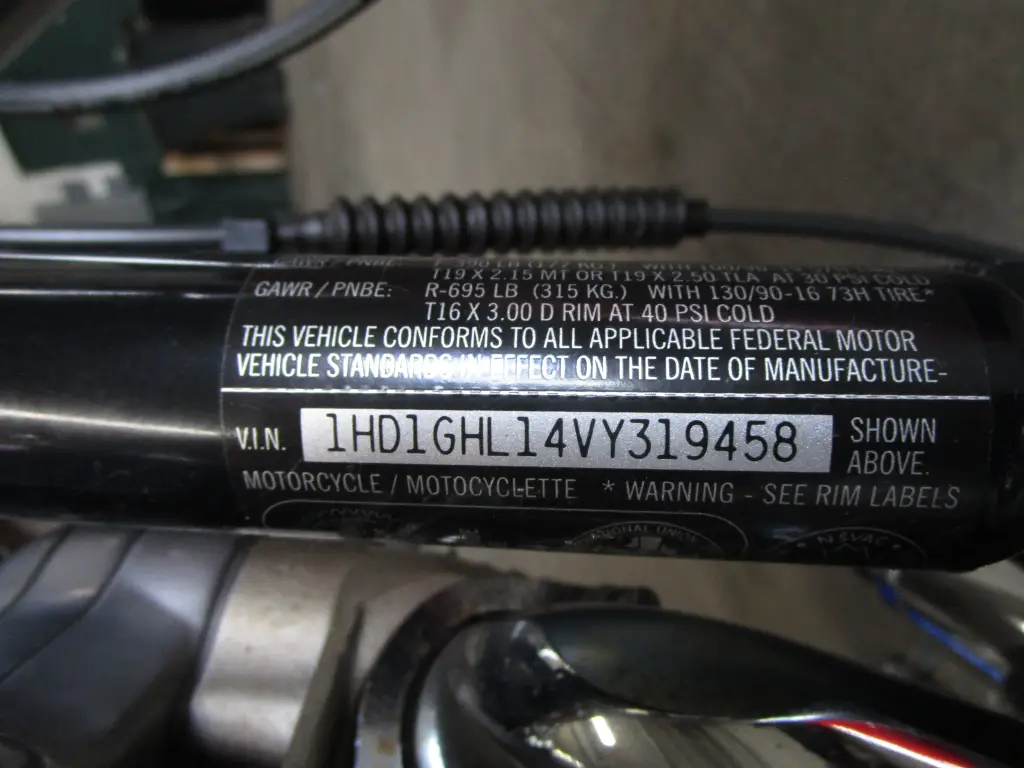 T19 X 2.15 MT OR T19 X 2.50 TLA AT 30 PSI COLD
GAWR / PNBE: R-695 LB (315 KG.) WITH 130/90-16 73H TIRE*
T16 X 3.00 D RIM AT 40 PSI COLD
THIS VEHICLE CONFORMS TO ALL APPLICABLE FEDERAL MOTOR
VEHICLE STANDARDS IN EFFECT ON THE DATE OF MANUFACTURE-
V.I.N. 1HD1GHL14VY319458 SHOWN
ABOVE.
MOTORCYCLE / MOTOCYCLETTE * WARNING - SEE RIM LABELS
UNION NSVAC